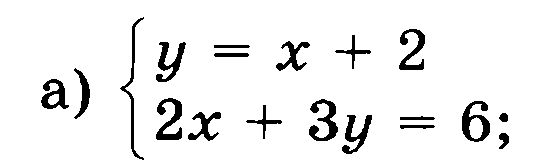 а) { y = x + 2
2x + 3y = 6;